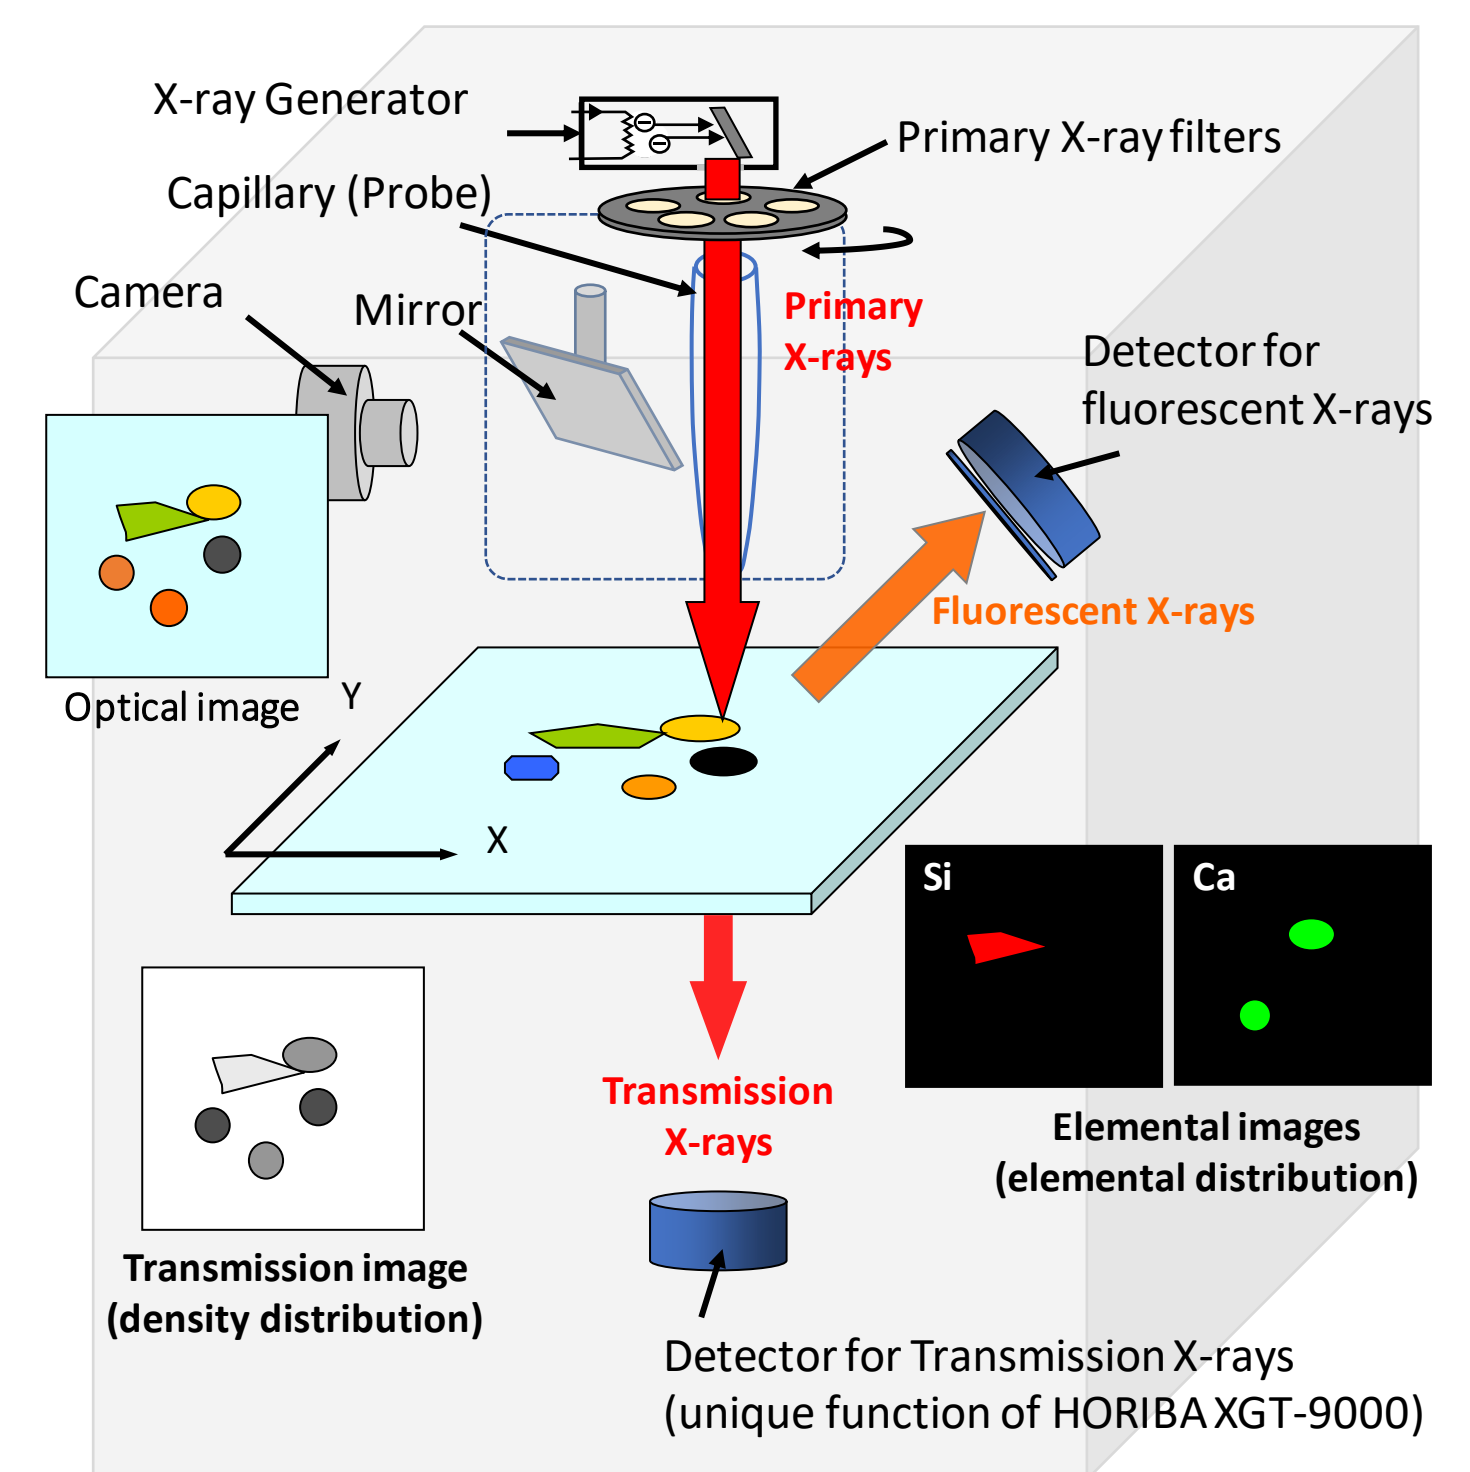 X-ray Generator
Primary X-ray filters
Capillary (Probe)
Camera
Mirror
Primary
X-rays
Detector for
fluorescent X-rays
Fluorescent X-rays
Optical image
Y
X
Si
Ca
Transmission
X-rays
Elemental images
(elemental distribution)
Transmission image
(density distribution)
Detector for Transmission X-rays
(unique function of HORIBA XGT-9000)